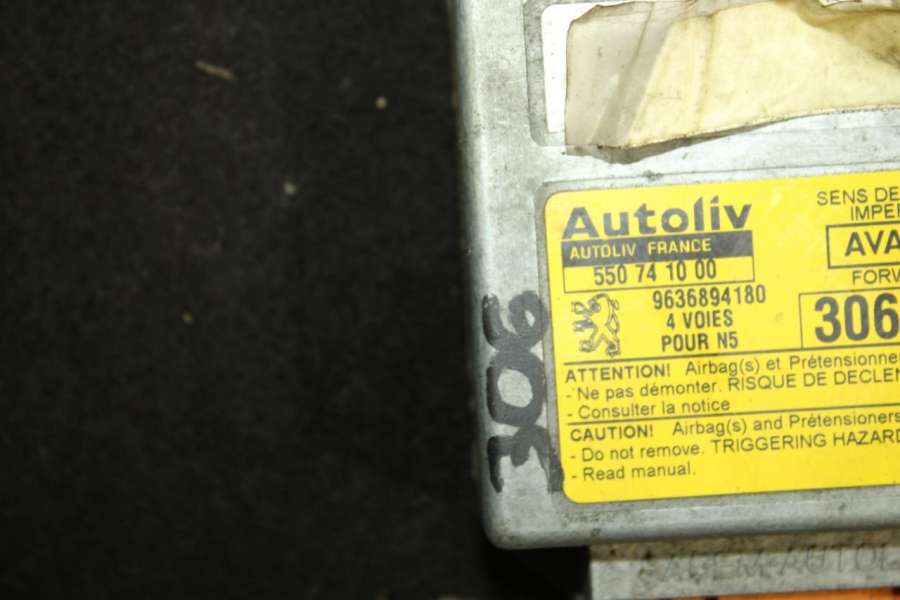 Autoliv
AUTOLIV FRANCE
550 74 10 00
9636894180
4 VOIES
POUR N5
SENS DE
IMPE
AVA
FORW
306
ATTENTION! Airbag(s) et Prétensionne
- Ne pas démonter. RISQUE DE DECLEN
- Consulter la notice
CAUTION! Airbag(s) and Prétensioners
- Do not remove. TRIGGERING HAZARD
- Read manual.
306